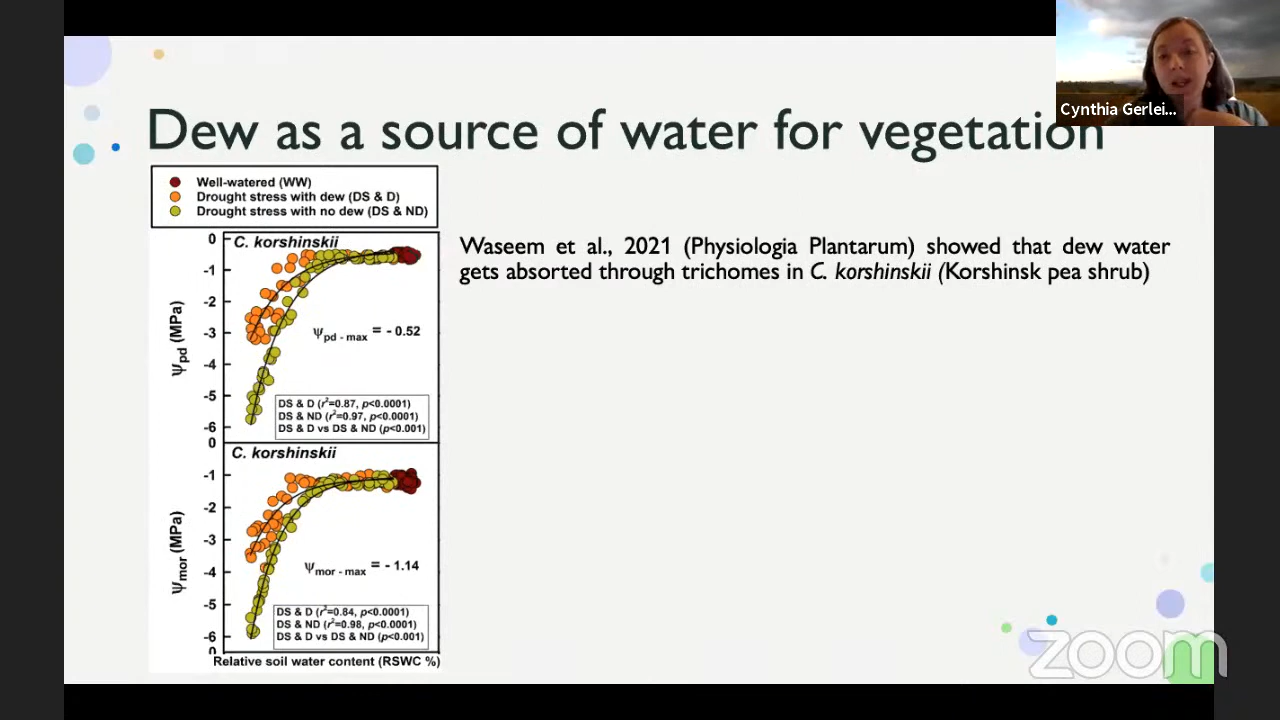 Cynthia Gerlei...
Dew as a source of water for vegetation
Well-watered (WW)
Drought stress with dew (DS & D)
Drought stress with no dew (DS & ND)
Waseem et al., 2021 (Physiologia Plantarum) showed that dew water
gets absorted through trichomes in C. korshinskii (Korshinsk pea shrub)
C. korshinskii
0
-1
-2
-3
-4
-5
-6
Ψpd (MPa)
Ψpd - max = - 0.52
DS & D (r²=0.87, p<0.0001)
DS & ND (r²=0.97, p<0.0001)
DS & D vs DS & ND (p<0.001)
C. korshinskii
0
-1
-2
-3
-4
-5
-6
0
Ψmor (MPa)
Ψmor - max = - 1.14
DS & D (r²=0.84, p<0.0001)
DS & ND (r²=0.98, p<0.0001)
DS & D vs DS & ND (p<0.001)
Relative soil water content (RSWC %)
zoom